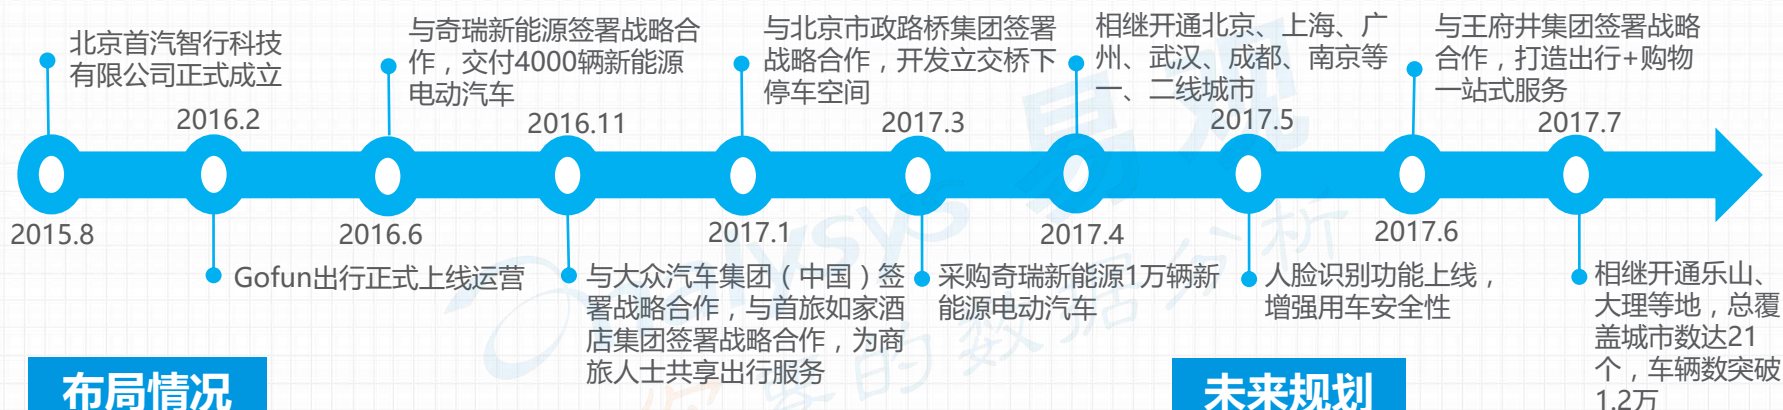 北京首汽智行科技
有限公司正式成立
2015.8
2016.2
Gofun出行正式上线运营
与奇瑞新能源签署战略合
作，交付4000辆新能源
电动汽车
2016.6
2016.11
与大众汽车集团（中国）签
署战略合作，与首旅如家酒
店集团签署战略合作，为商
旅人士共享出行服务
与北京市政路桥集团签署
战略合作，开发立交桥下
停车空间
2017.1
2017.3
采购奇瑞新能源1万辆新
能源电动汽车
相继开通北京、上海、广
州、武汉、成都、南京等
一、二线城市
2017.4
2017.5
人脸识别功能上线，
增强用车安全性
与王府井集团签署战略
合作，打造出行+购物
一站式服务
2017.6
2017.7
相继开通乐山、
大理等地，总覆
盖城市数达21
个，车辆数突破
1.2万
布局情况
未来规划
nalysys 易观
的数据分析